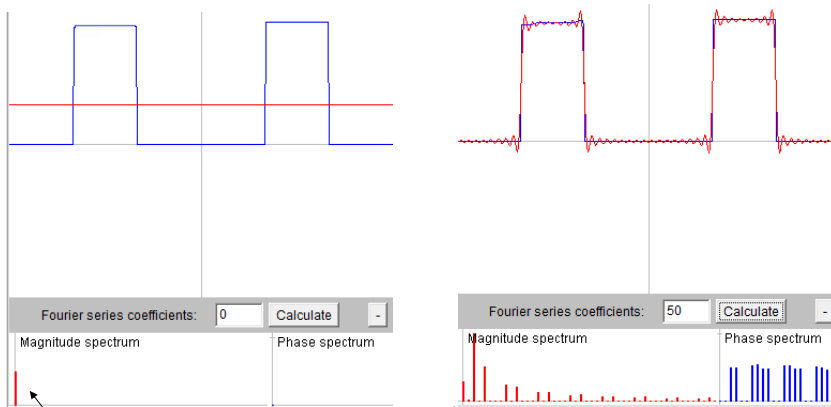 Fourier series coefficients: 0 Calculate -
Magnitude spectrum Phase spectrum
Fourier series coefficients: 50 Calculate -
Magnitude spectrum Phase spectrum